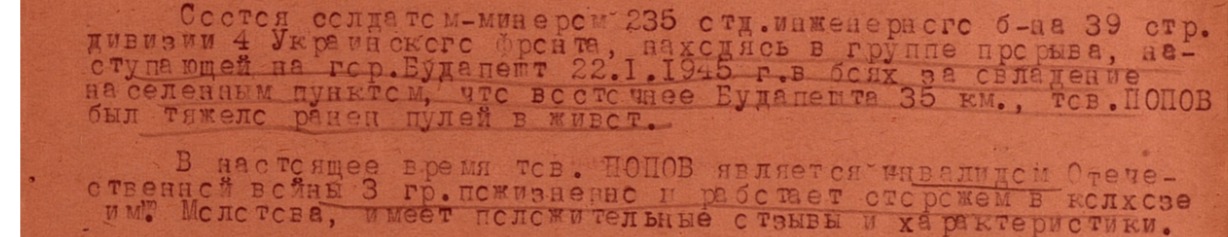 Состоя солдатом-минером 235 отд.инженерного б-на 39 стр.
дивизии 4 Украинского фронта, находясь в группе прорыва, на-
ступающей на гор.Будапешт 22.I.1945 г.в боях за овладение
населенным пунктом, что восточнее Будапешта 35 км., тов.ПОПОВ
был тяжело ранен пулей в живот.
В настоящее время тов. ПОПОВ является инвалидом Отече-
ственной войны 3 гр.пожизненно и работает сторожем в колхозе
им. Молотова, имеет положительные отзывы и характеристики.